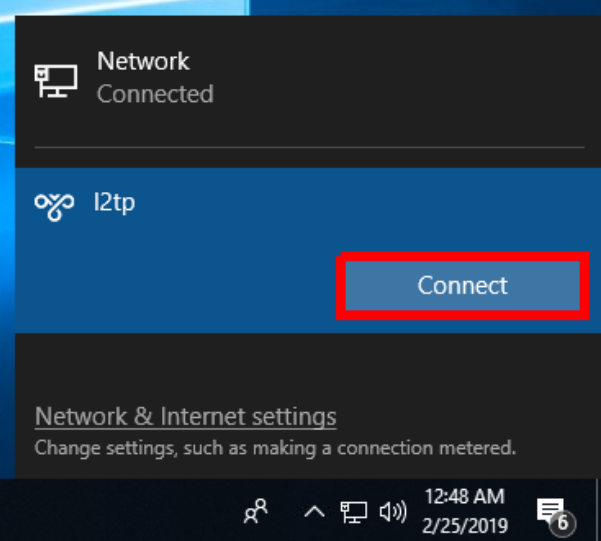 Network
Connected
l2tp
Connect
Network & Internet settings
Change settings, such as making a connection metered.
12:48 AM
2/25/2019
6